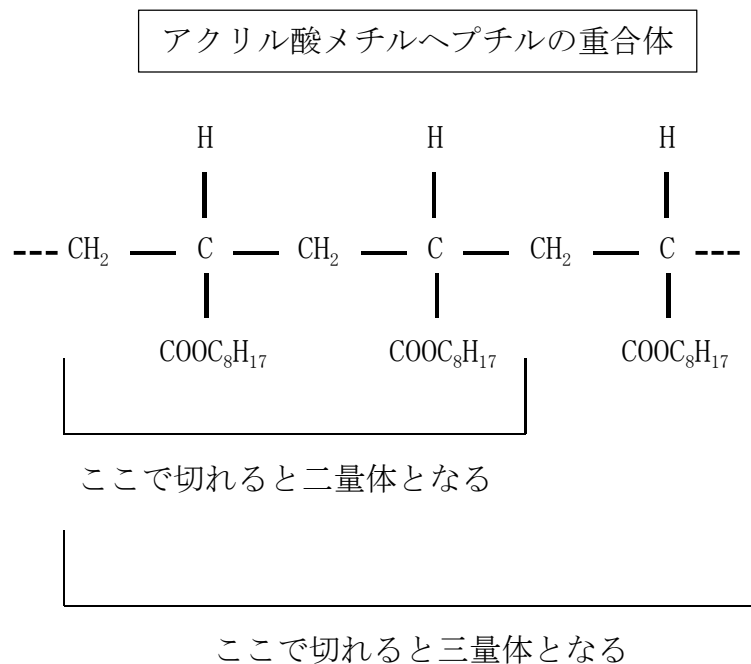 アクリル酸メチルヘプチルの重合体
H H H
--- CH₂ — C — CH₂ — C — CH₂ — C ---
COOC₈H₁₇ COOC₈H₁₇ COOC₈H₁₇
ここで切れると二量体となる
ここで切れると三量体となる